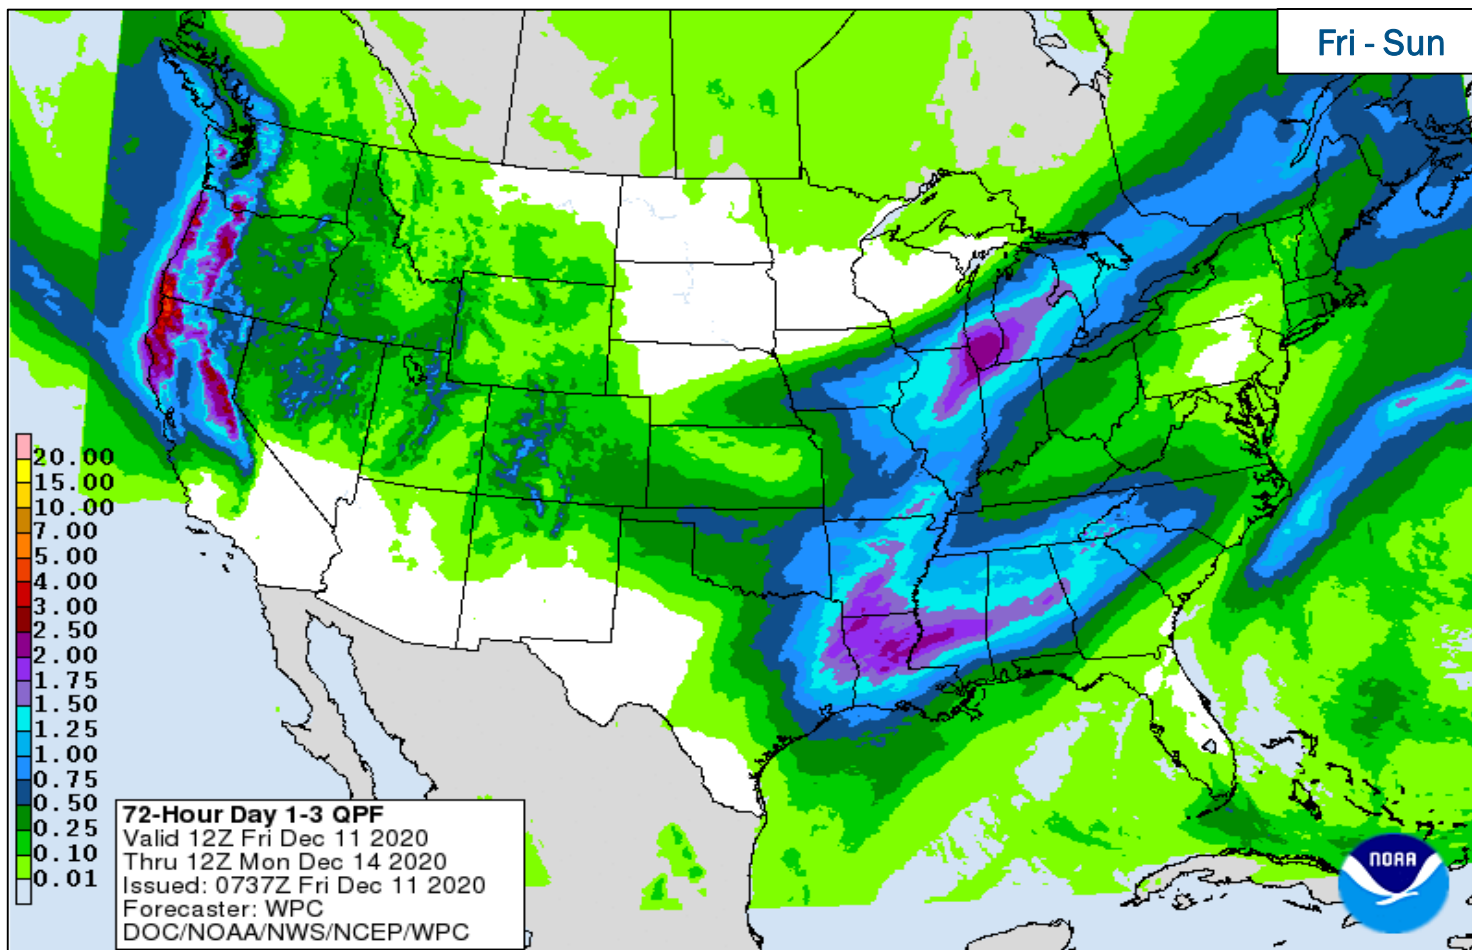 Fri - Sun
20.00
15.00
10.00
7.00
5.00
4.00
3.00
2.50
2.00
1.75
1.50
1.25
1.00
0.75
0.50
0.25
0.10
0.01
72-Hour Day 1-3 QPF
Valid 12Z Fri Dec 11 2020
Thru 12Z Mon Dec 14 2020
Issued: 0737Z Fri Dec 11 2020
Forecaster: WPC
DOC/NOAA/NWS/NCEP/WPC
NOAA